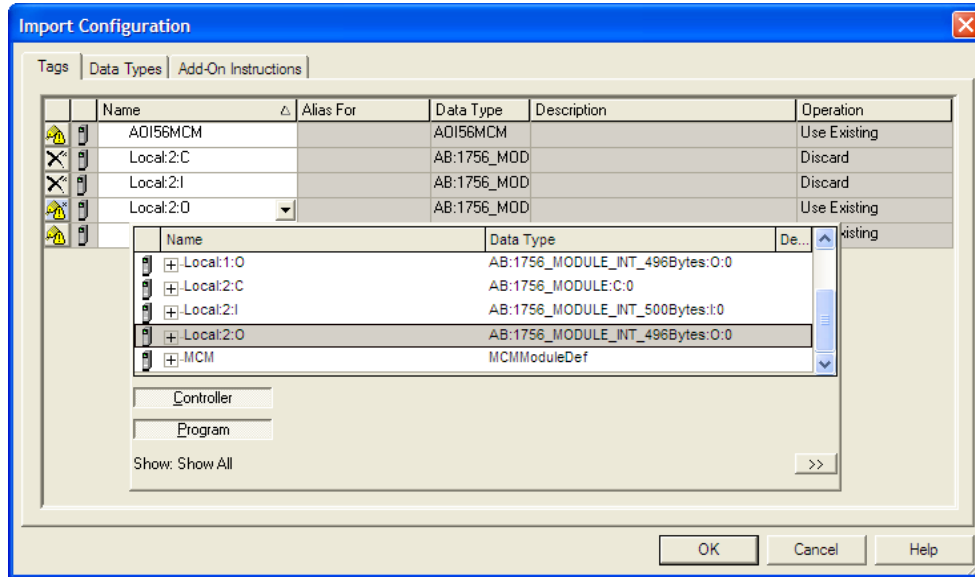 Import Configuration
Tags Data Types Add-On Instructions
Name Alias For Data Type Description Operation
AOI56MCM AOI56MCM Use Existing
Local:2:C AB:1756_MOD Discard
Local:2:I AB:1756_MOD Discard
Local:2:O AB:1756_MOD Use Existing
Name Data Type De... xisting
Local:1:O AB:1756_MODULE_INT_496Bytes:O:0
Local:2:C AB:1756_MODULE:C:0
Local:2:I AB:1756_MODULE_INT_500Bytes:I:0
Local:2:O AB:1756_MODULE_INT_496Bytes:O:0
MCM MCMModuleDef
Controller
Program
Show: Show All >>
OK Cancel Help